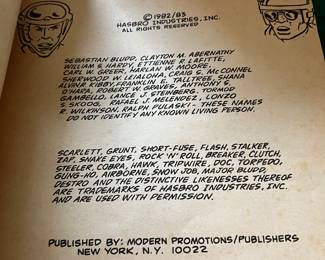 © 1982/83
HASBRO INDUSTRIES, INC.
ALL RIGHTS RESERVED
SEBASTIAN BLUDD, CLAYTON M. ABERNATHY
WILLIAM S. HARDY, ETTIENNE R. LAFITTE,
CARL W. GREER, HARLAN W. MOORE,
SHERWOOD W. LEIALOHA, CRAIG S. McCONNEL
ALVIN R. KIBBY, FRANKLIN E. TALLTREE, SHANA
O'HARA, ROBERT W. GRAVES, ANTHONY S.
GAMBELLO, LANCE J. STEINBERG, TORMOD
S. SKOOG, RAFAEL J. MELENDEZ, LONZO
R. WILKINSON, RALPH PULASKI - THESE NAMES
DO NOT IDENTIFY ANY KNOWN LIVING PERSON.
SCARLETT, GRUNT, SHORT-FUSE, FLASH, STALKER,
ZAP, SNAKE EYES, ROCK 'N' ROLL, BREAKER, CLUTCH,
STEELER, COBRA, HAWK, TRIPWIRE, DOC, TORPEDO,
GUNG-HO, AIRBORNE, SNOW JOB, MAJOR BLUDD,
DESTRO AND THE DISTINCTIVE LIKENESSES THEREOF
ARE TRADEMARKS OF HASBRO INDUSTRIES, INC.
AND ARE USED WITH PERMISSION.
PUBLISHED BY: MODERN PROMOTIONS/PUBLISHERS
NEW YORK, N.Y. 10022